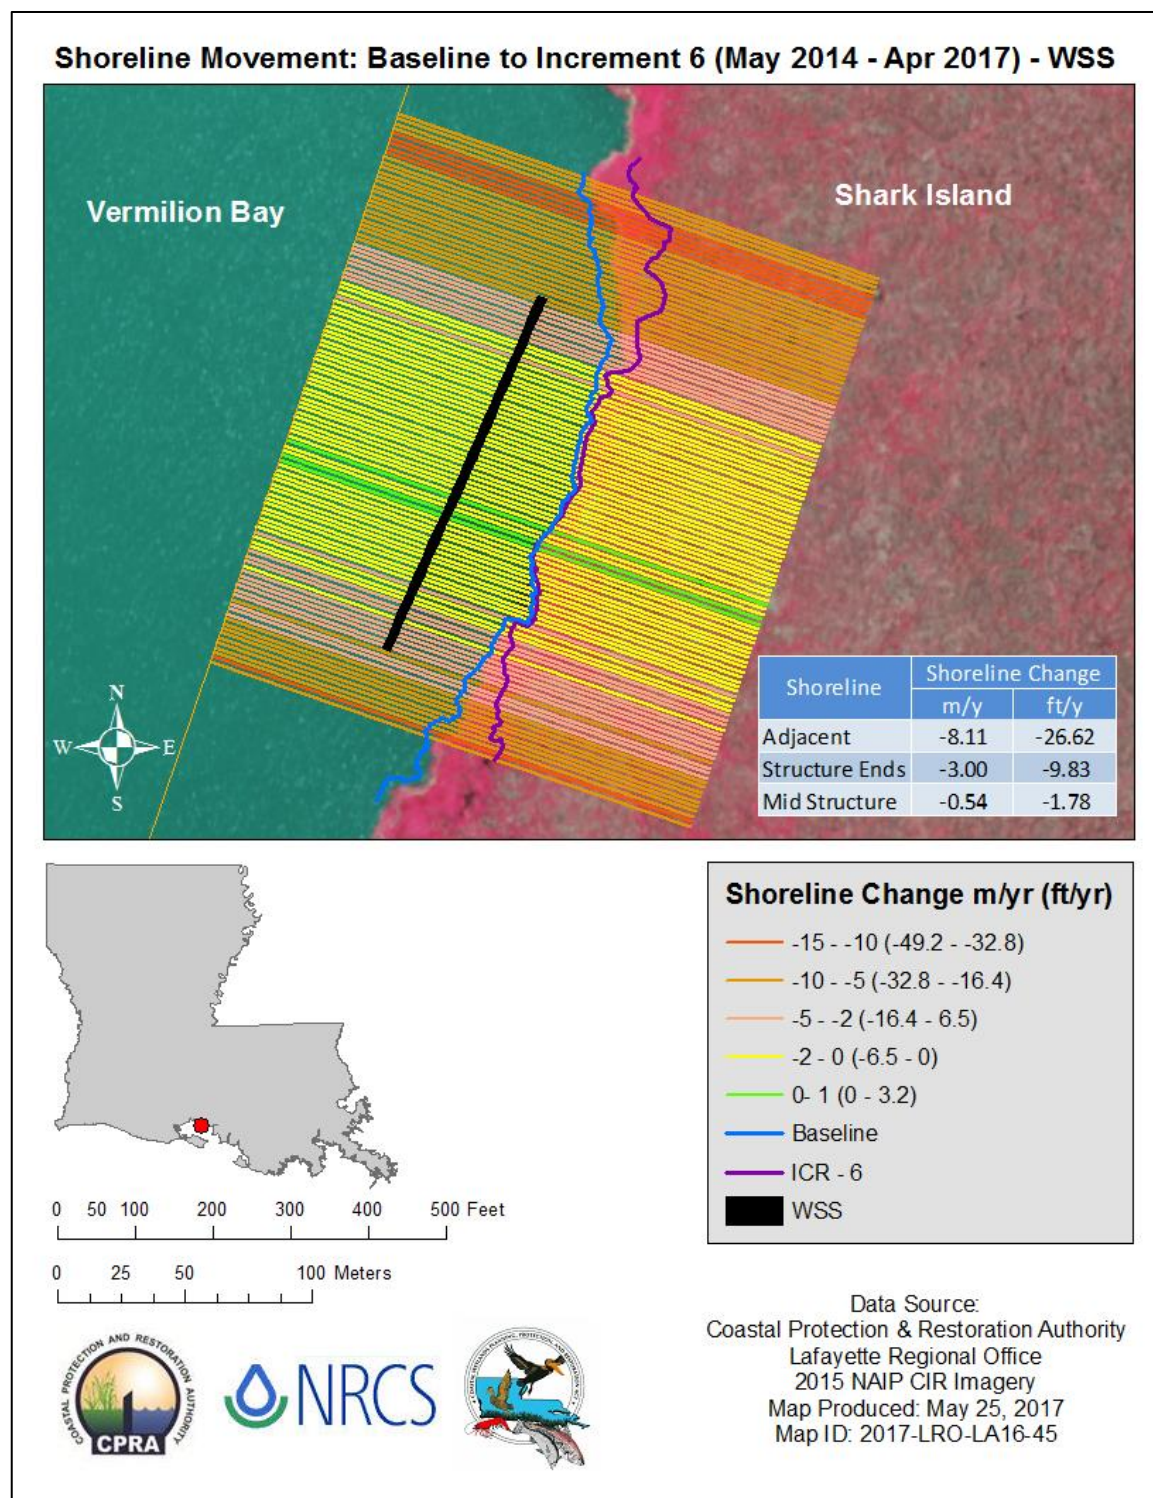 Shoreline Movement: Baseline to Increment 6 (May 2014 - Apr 2017) - WSS
Vermilion Bay
Shark Island
N
W E
S
Shoreline Shoreline Change
m/y ft/y
Adjacent -8.11 -26.62
Structure Ends -3.00 -9.83
Mid Structure -0.54 -1.78
Shoreline Change m/yr (ft/yr)
-15 - -10 (-49.2 - -32.8)
-10 - -5 (-32.8 - -16.4)
-5 - -2 (-16.4 - 6.5)
-2 - 0 (-6.5 - 0)
0- 1 (0 - 3.2)
Baseline
ICR - 6
WSS
0 50 100 200 300 400 500 Feet
0 25 50 100 Meters
COASTAL PROTECTION AND RESTORATION AUTHORITY
CPRA
NRCS
Data Source:
Coastal Protection & Restoration Authority
Lafayette Regional Office
2015 NAIP CIR Imagery
Map Produced: May 25, 2017
Map ID: 2017-LRO-LA16-45